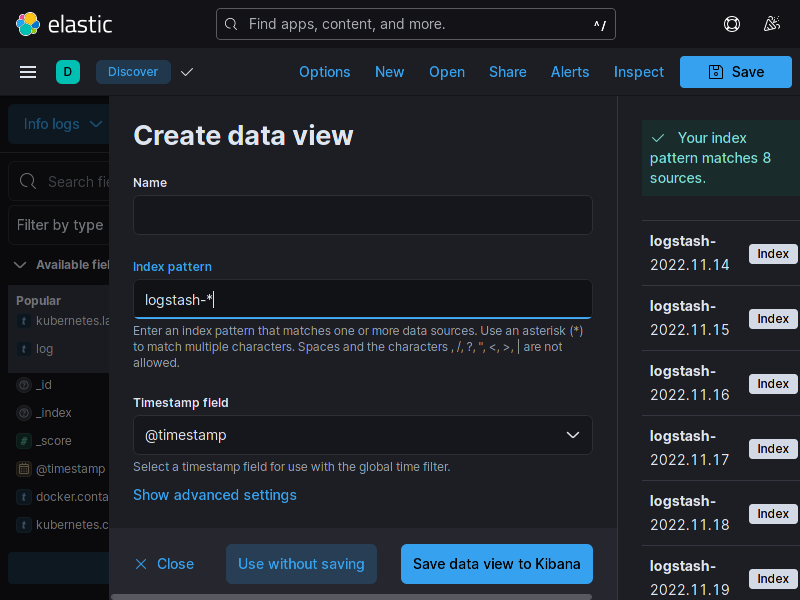 elastic
Find apps, content, and more.
^/
D
Discover
Options
New
Open
Share
Alerts
Inspect
Save
Info logs
Search fie
Filter by type
Available fiel
Popular
kubernetes.la
t log
_id
_index
# _score
@timestamp
t docker.conta
t kubernetes.c
Create data view
Name
Index pattern
logstash-*
Enter an index pattern that matches one or more data sources. Use an asterisk (*)
to match multiple characters. Spaces and the characters , /, ?, ", <, >, | are not
allowed.
Timestamp field
@timestamp
Select a timestamp field for use with the global time filter.
Show advanced settings
Close
Use without saving
Save data view to Kibana
Your index
pattern matches 8
sources.
logstash-
2022.11.14
Index
logstash-
2022.11.15
Index
logstash-
2022.11.16
Index
logstash-
2022.11.17
Index
logstash-
2022.11.18
Index
logstash-
2022.11.19
Index